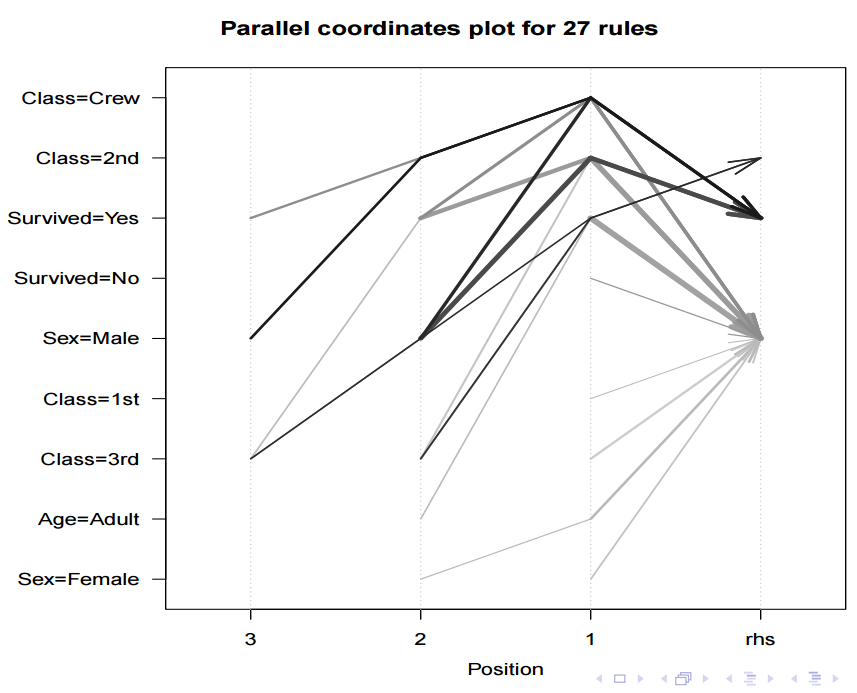 Parallel coordinates plot for 27 rules
Class=Crew
Class=2nd
Survived=Yes
Survived=No
Sex=Male
Class=1st
Class=3rd
Age=Adult
Sex=Female
3 2 1 rhs
Position